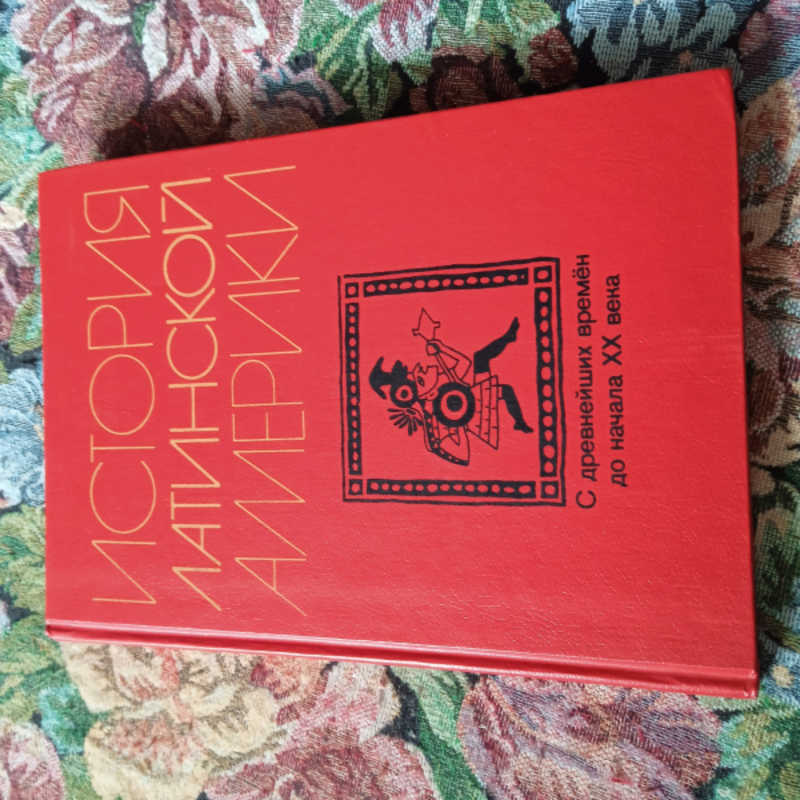 ИСТОРИЯ
ЛАТИНСКОЙ
АМЕРИКИ
С древнейших времён
до начала XX века